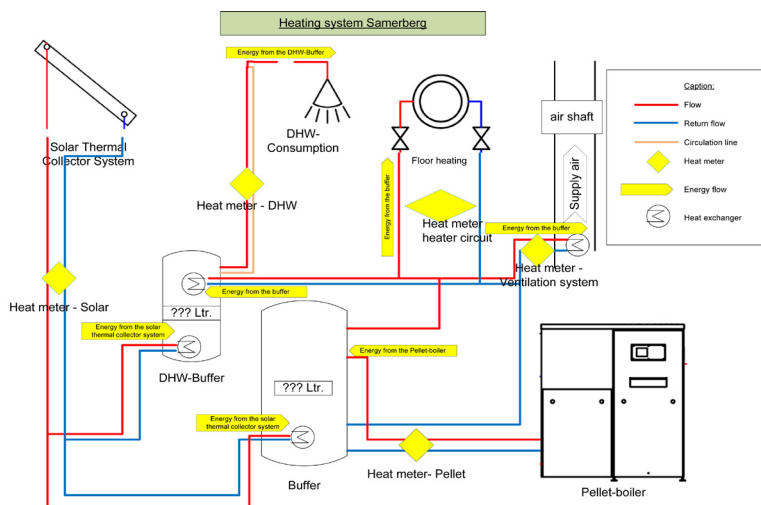 Heating system Samerberg
Energy from the DHW-Buffer
Caption:
Flow
Return flow
Circulation line
Heat meter
Energy flow
Heat exchanger
air shaft
Supply air
DHW-
Consumption
Solar Thermal
Collector System
Floor heating
Energy from the buffer
Heat meter - DHW
Heat meter
heater circuit
Energy from the buffer
Heat meter -
Ventilation system
Heat meter - Solar
Energy from the buffer
??? Ltr.
Energy from the solar
thermal collector system
Energy from the Pellet-boiler
DHW-Buffer
??? Ltr.
Energy from the solar
thermal collector system
Heat meter- Pellet
Buffer
Pellet-boiler